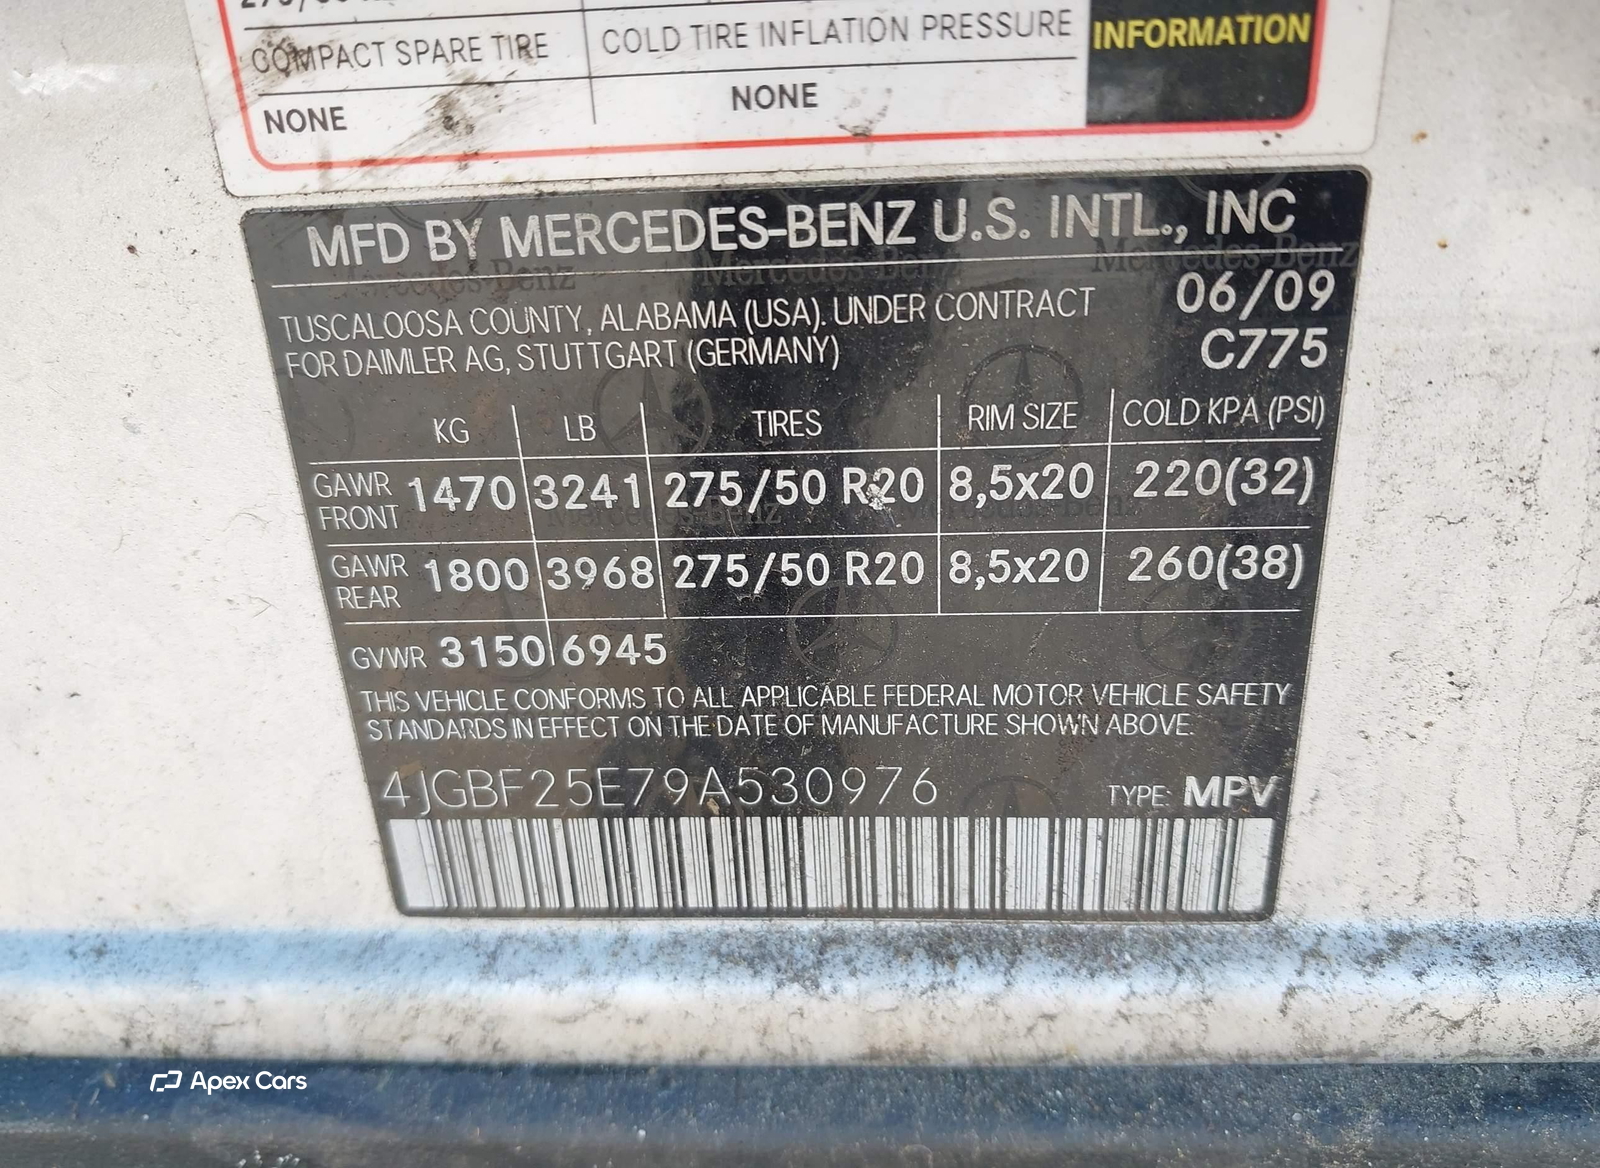 COMPACT SPARE TIRE
COLD TIRE INFLATION PRESSURE
INFORMATION
NONE
NONE
MFD BY MERCEDES-BENZ U.S. INTL., INC
TUSCALOOSA COUNTY, ALABAMA (USA). UNDER CONTRACT
FOR DAIMLER AG, STUTTGART (GERMANY)
06/09
C775
KG LB TIRES RIM SIZE COLD KPA (PSI)
GAWR FRONT 1470 3241 275/50 R20 8,5x20 220(32)
GAWR REAR 1800 3968 275/50 R20 8,5x20 260(38)
GVWR 3150 6945
THIS VEHICLE CONFORMS TO ALL APPLICABLE FEDERAL MOTOR VEHICLE SAFETY
STANDARDS IN EFFECT ON THE DATE OF MANUFACTURE SHOWN ABOVE.
4JGBF25E79A530976 TYPE: MPV
Apex Cars